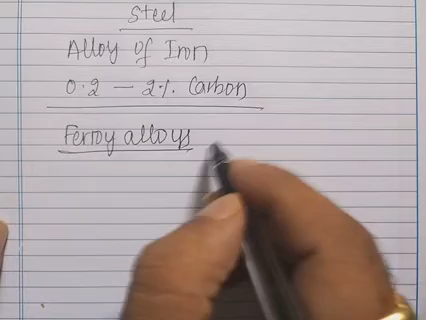 Steel
Alloy of Iron
0.2 — 2%. Carbon
Ferroy alloys